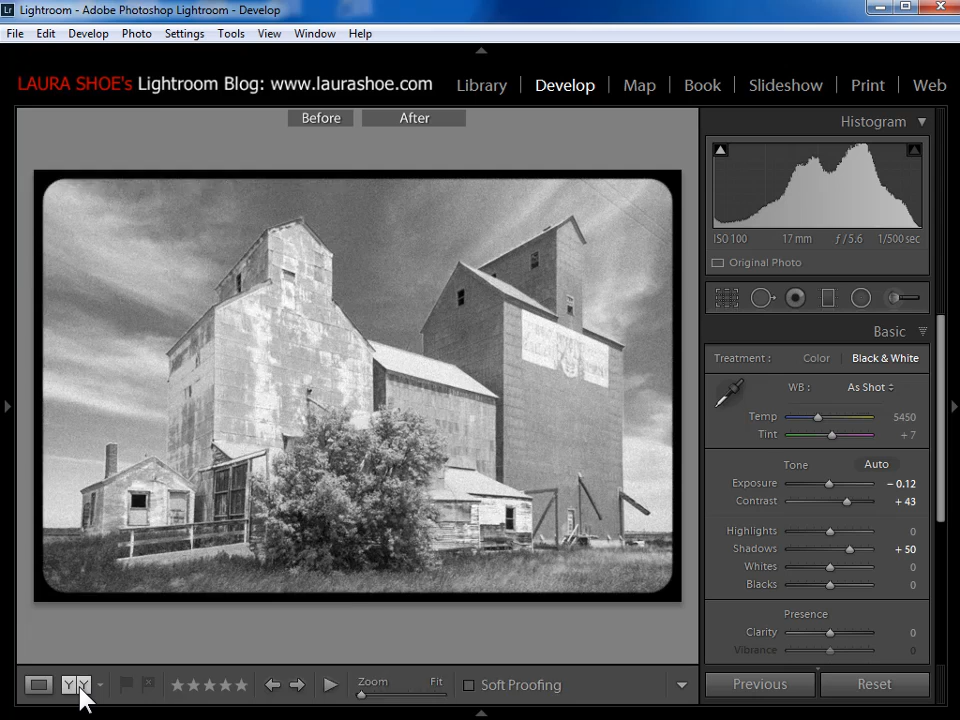 Lr Lightroom - Adobe Photoshop Lightroom - Develop
File Edit Develop Photo Settings Tools View Window Help
LAURA SHOE's Lightroom Blog: www.laurashoe.com Library | Develop | Map | Book | Slideshow | Print | Web
Before After
Histogram
ISO 100 17 mm ƒ / 5.6 1/500 sec
Original Photo
Basic
Treatment : Color Black & White
WB : As Shot
Temp 5450
Tint + 7
Tone Auto
Exposure – 0.12
Contrast + 43
Highlights 0
Shadows + 50
Whites 0
Blacks 0
Presence
Clarity 0
Vibrance 0
Y Y Zoom Fit Soft Proofing Previous Reset